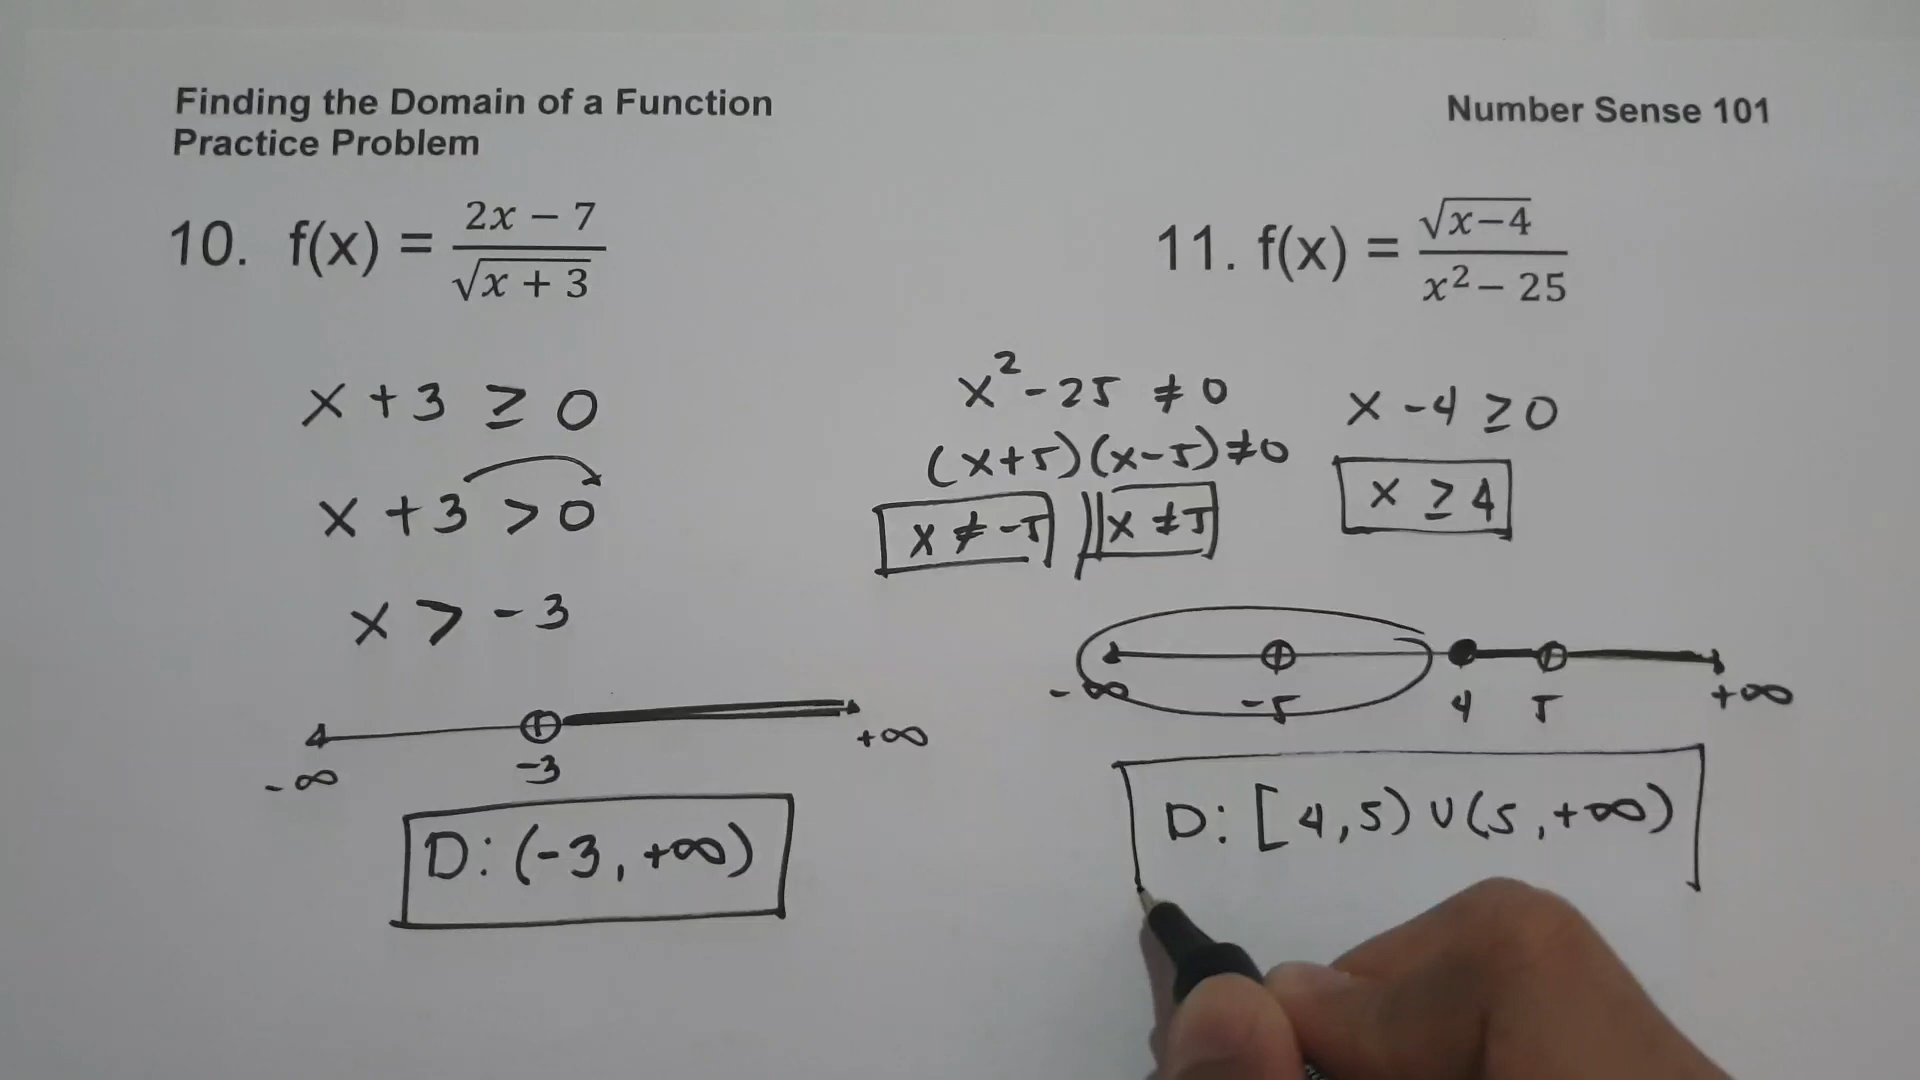 Finding the Domain of a Function
Practice Problem
Number Sense 101
10. f(x) = (2x − 7)/(√(x + 3))
x + 3 ≥ 0
x + 3 > 0
x > -3
-∞ -3 +∞
D: (-3, +∞)
11. f(x) = (√(x−4))/(x² − 25)
x² - 25 ≠ 0
(x+5)(x-5) ≠ 0
x ≠ -5 x ≠ 5
x - 4 ≥ 0
x ≥ 4
-∞ -5 4 5 +∞
D: [4,5) ∪ (5, +∞)